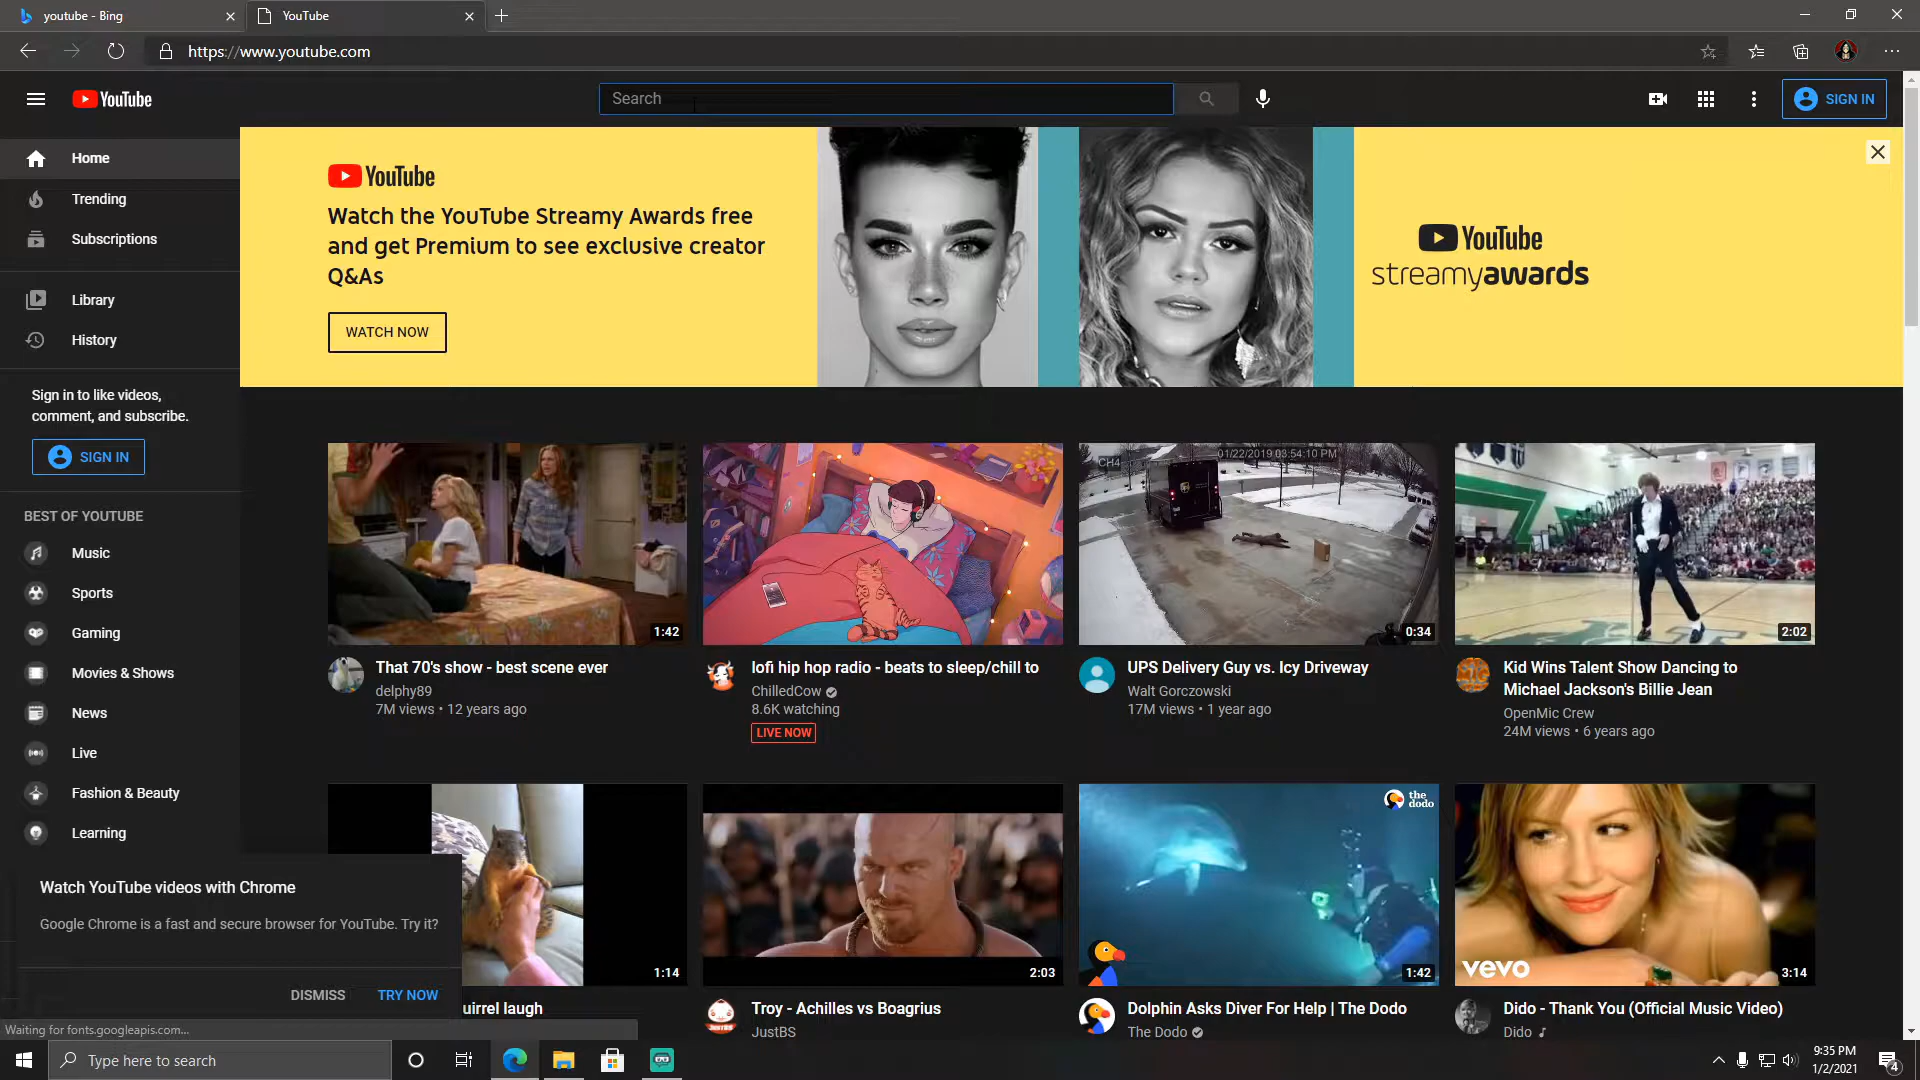 youtube - Bing
YouTube
https://www.youtube.com
YouTube
Search
SIGN IN
Home
Trending
Subscriptions
Library
History
Sign in to like videos,
comment, and subscribe.
SIGN IN
BEST OF YOUTUBE
Music
Sports
Gaming
Movies & Shows
News
Live
Fashion & Beauty
Learning
YouTube
Watch the YouTube Streamy Awards free
and get Premium to see exclusive creator
Q&As
WATCH NOW
YouTube
streamyawards
1:42
That 70's show - best scene ever
delphy89
7M views • 12 years ago
lofi hip hop radio - beats to sleep/chill to
ChilledCow
8.6K watching
LIVE NOW
CH4
01/22/2019 03:54:10 PM
0:34
UPS Delivery Guy vs. Icy Driveway
Walt Gorczowski
17M views • 1 year ago
2:02
Kid Wins Talent Show Dancing to
Michael Jackson's Billie Jean
OpenMic Crew
24M views • 6 years ago
1:14
uirrel laugh
2:03
Troy - Achilles vs Boagrius
JustBS
the
dodo
1:42
Dolphin Asks Diver For Help | The Dodo
The Dodo
vevo
3:14
Dido - Thank You (Official Music Video)
Dido
Watch YouTube videos with Chrome
Google Chrome is a fast and secure browser for YouTube. Try it?
DISMISS
TRY NOW
Waiting for fonts.googleapis.com...
Type here to search
9:35 PM
1/2/2021
4